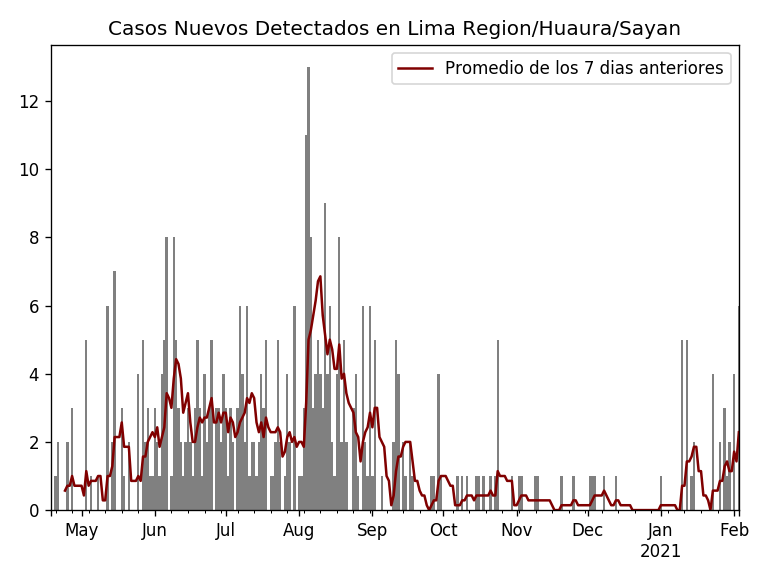 Casos Nuevos Detectados en Lima Region/Huaura/Sayan
Promedio de los 7 dias anteriores
12
10
8
6
4
2
0
May Jun Jul Aug Sep Oct Nov Dec Jan Feb
2021